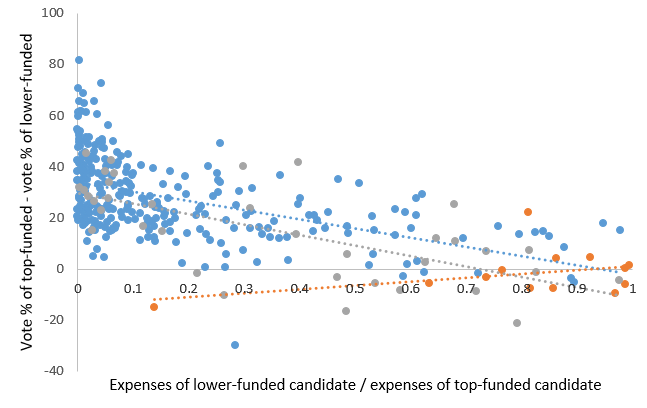 100
80
60
40
20
0
-20
-40
0 0.1 0.2 0.3 0.4 0.5 0.6 0.7 0.8 0.9 1
Vote % of top-funded - vote % of lower-funded
Expenses of lower-funded candidate / expenses of top-funded candidate